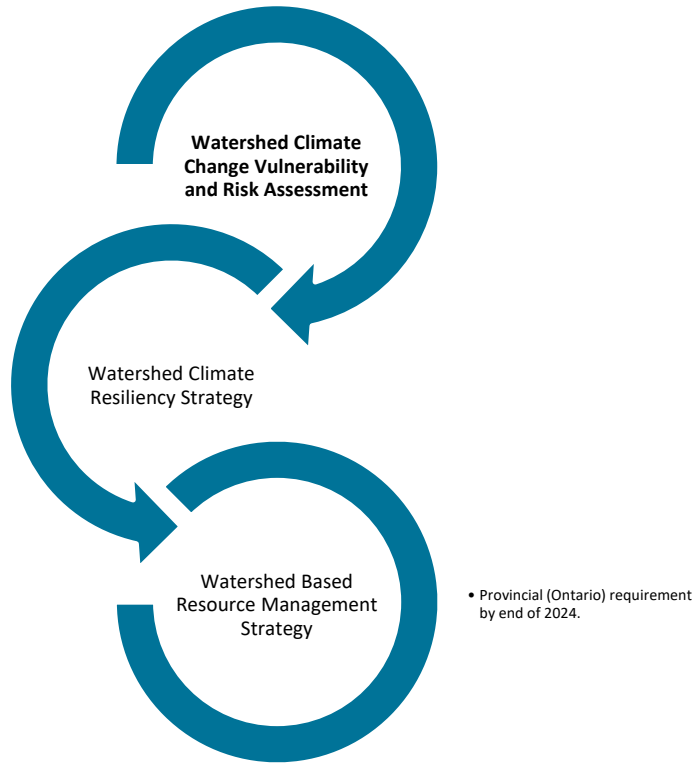 Watershed Climate
Change Vulnerability
and Risk Assessment
Watershed Climate
Resiliency Strategy
Watershed Based
Resource Management
Strategy
• Provincial (Ontario) requirement
by end of 2024.